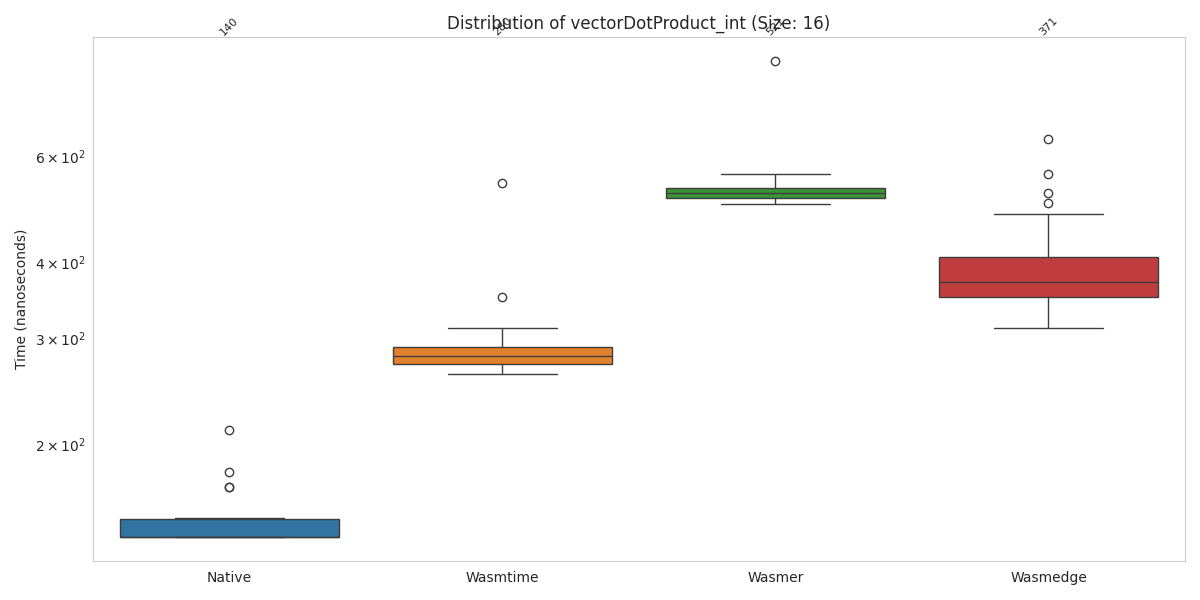 Distribution of vectorDotProduct_int (Size: 16)
140
371
Time (nanoseconds)
6 × 10²
4 × 10²
3 × 10²
2 × 10²
Native
Wasmtime
Wasmer
Wasmedge